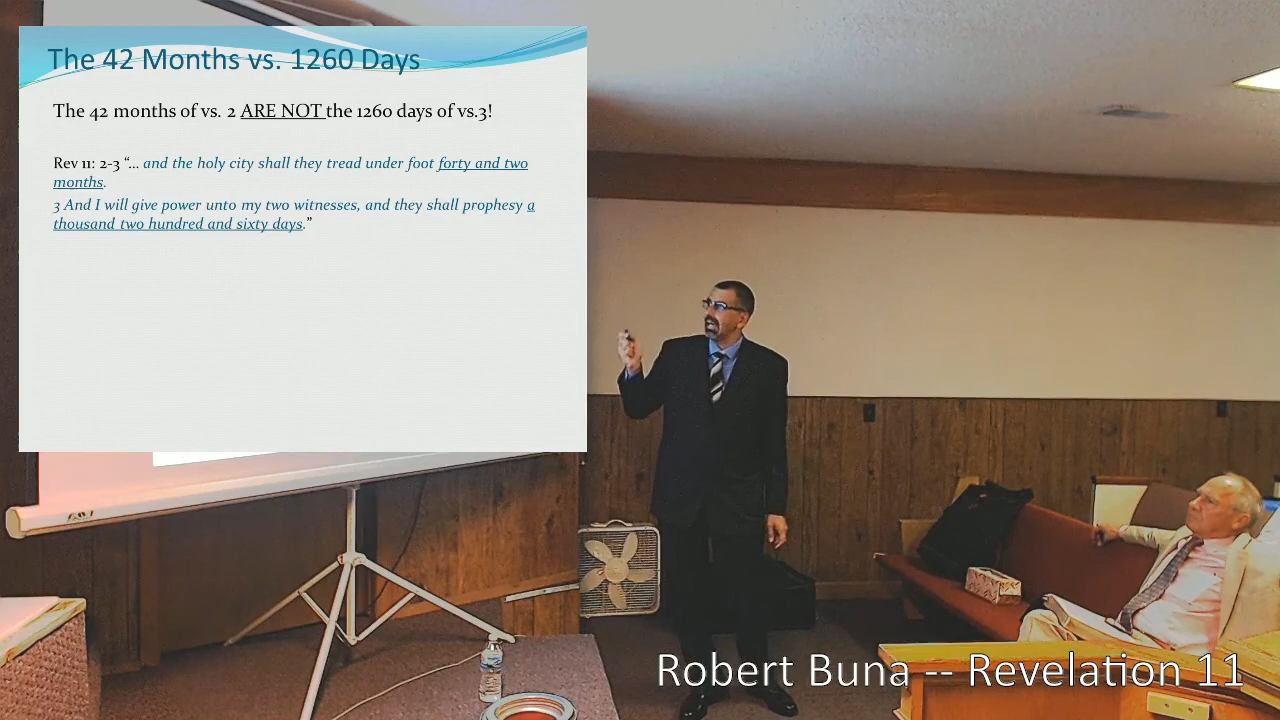 The 42 Months vs. 1260 Days
The 42 months of vs. 2 ARE NOT the 1260 days of vs.3!
Rev 11: 2-3 “… and the holy city shall they tread under foot forty and two
months.
3 And I will give power unto my two witnesses, and they shall prophesy a
thousand two hundred and sixty days.”
Robert Buna -- Revelation 11